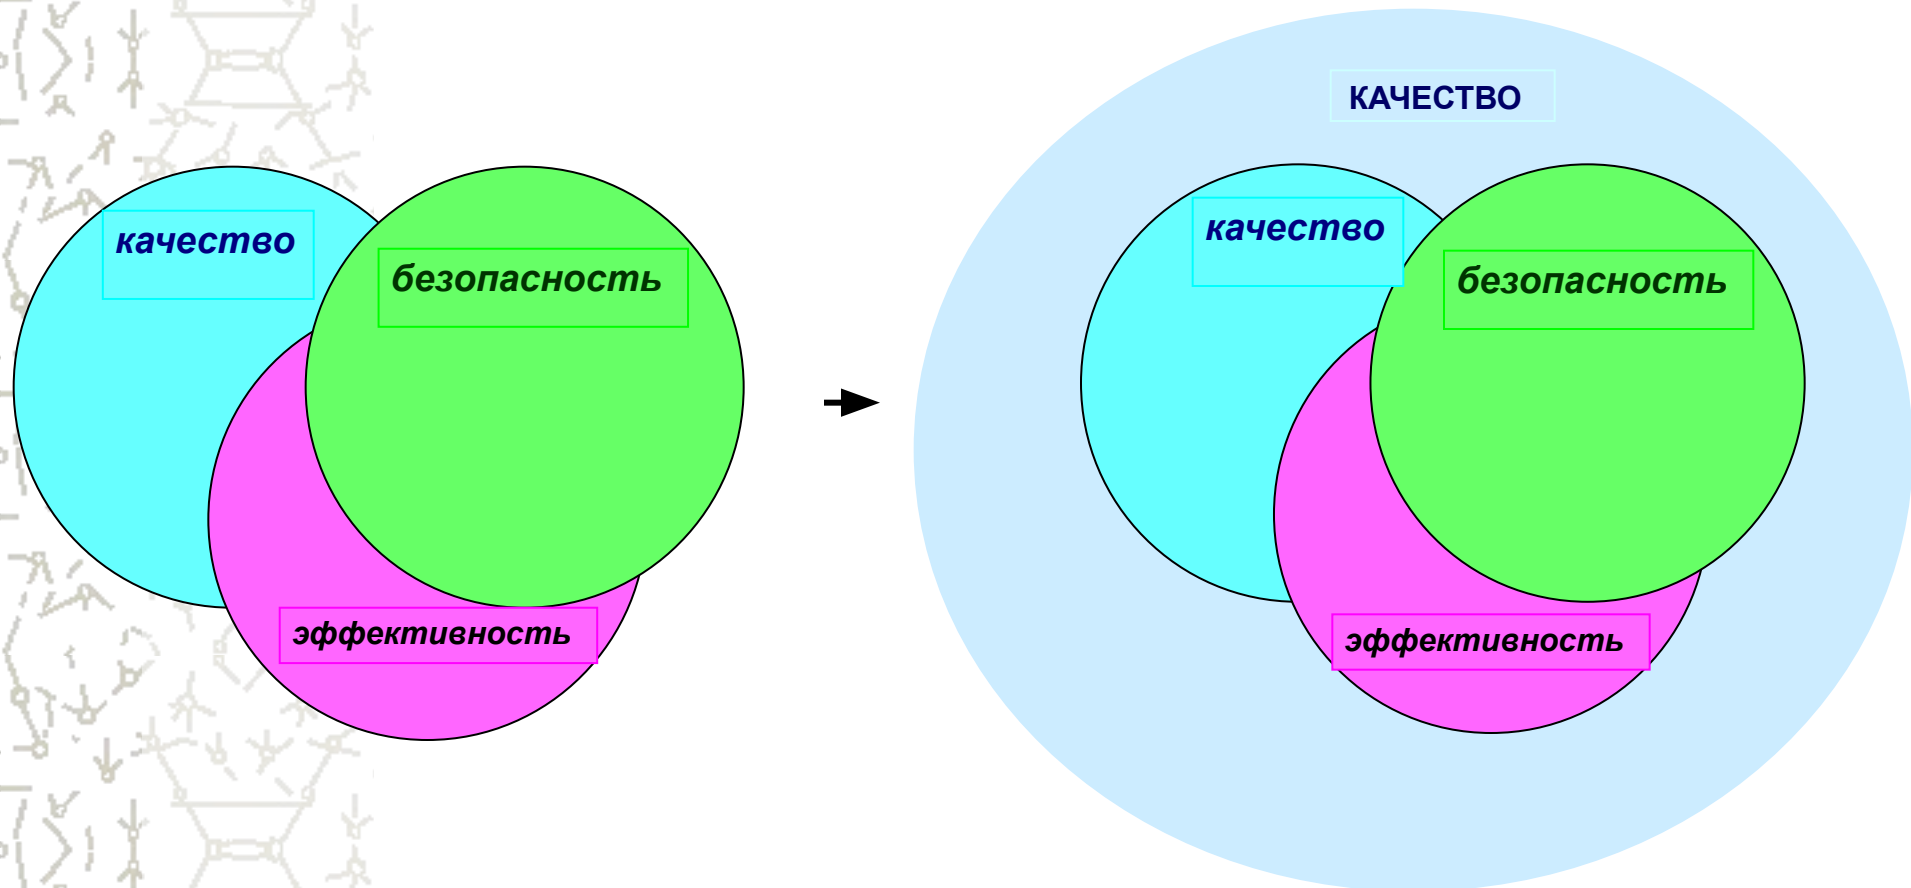 качество
безопасность
эффективность
КАЧЕСТВО
качество
безопасность
эффективность